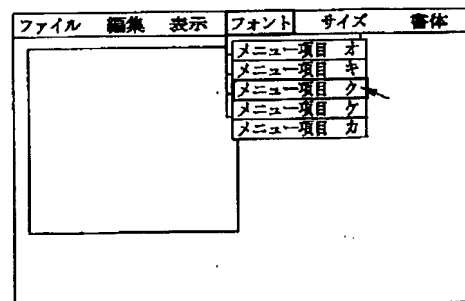 ファイル 編集 表示 フォント サイズ 書体
メニュー項目 オ
メニュー項目 キ
メニュー項目 ク
メニュー項目 ケ
メニュー項目 カ